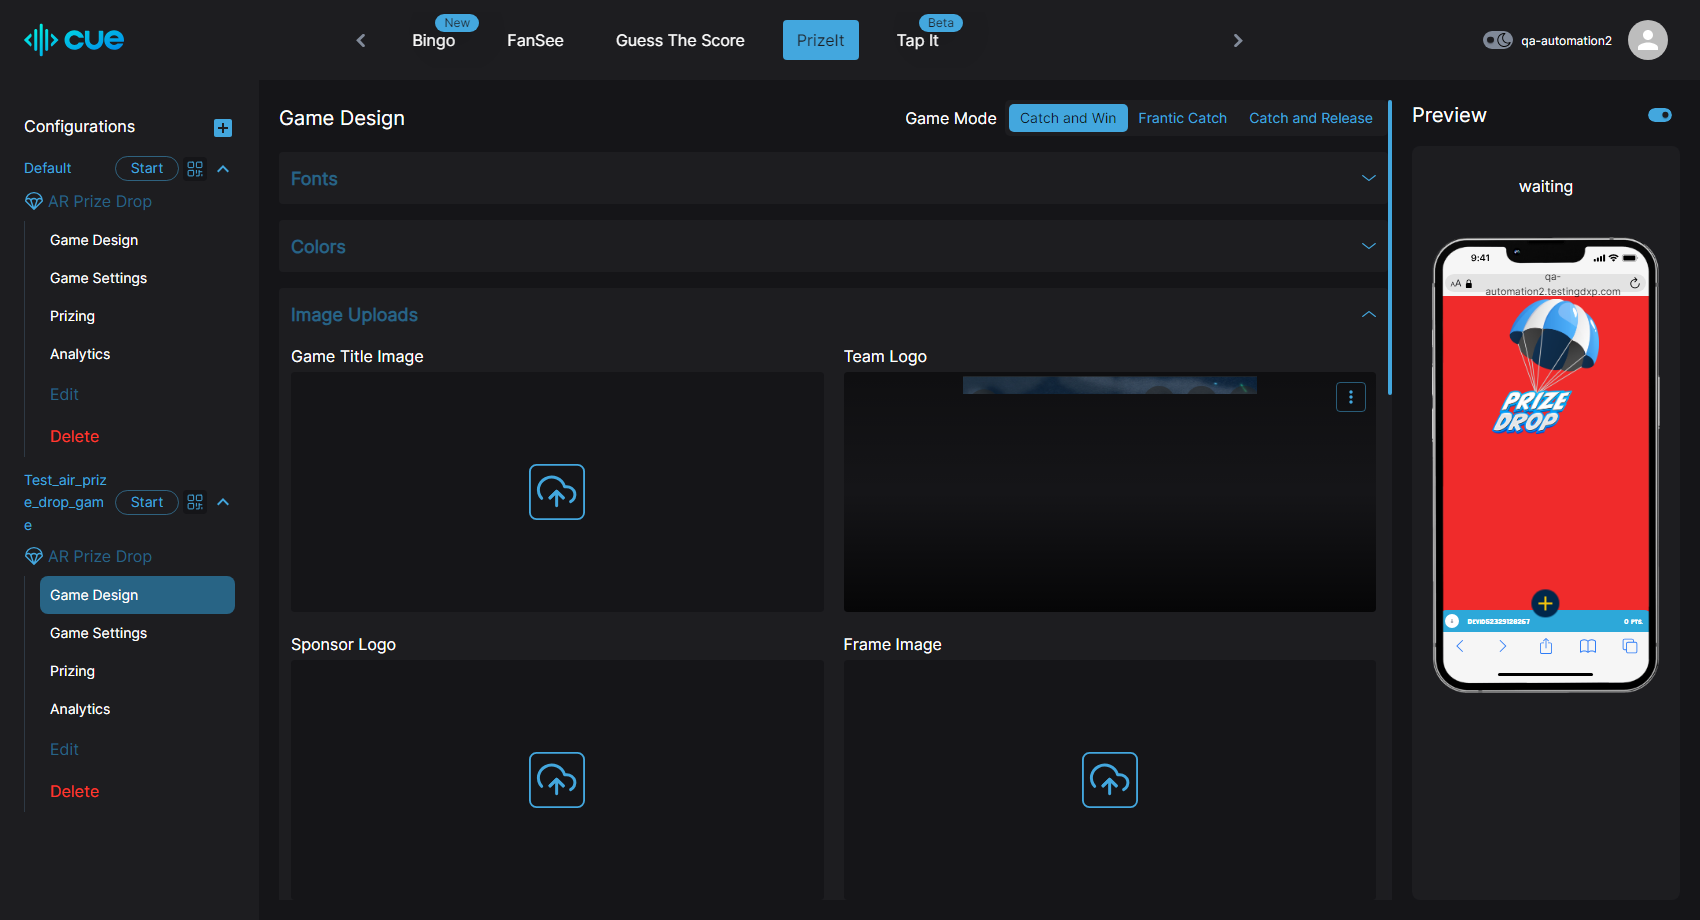 cue
New
Bingo
FanSee
Guess The Score
PrizeIt
Beta
Tap It
qa-automation2
Configurations
Default
Start
AR Prize Drop
Game Design
Game Settings
Prizing
Analytics
Edit
Delete
Test_air_priz
e_drop_gam
e
Start
AR Prize Drop
Game Design
Game Settings
Prizing
Analytics
Edit
Delete
Game Design
Game Mode
Catch and Win
Frantic Catch
Catch and Release
Fonts
Colors
Image Uploads
Game Title Image
Team Logo
Sponsor Logo
Frame Image
Preview
waiting
9:41
AA
qa-
automation2.testingdxp.com
PRIZE
DROP
0 PTS.